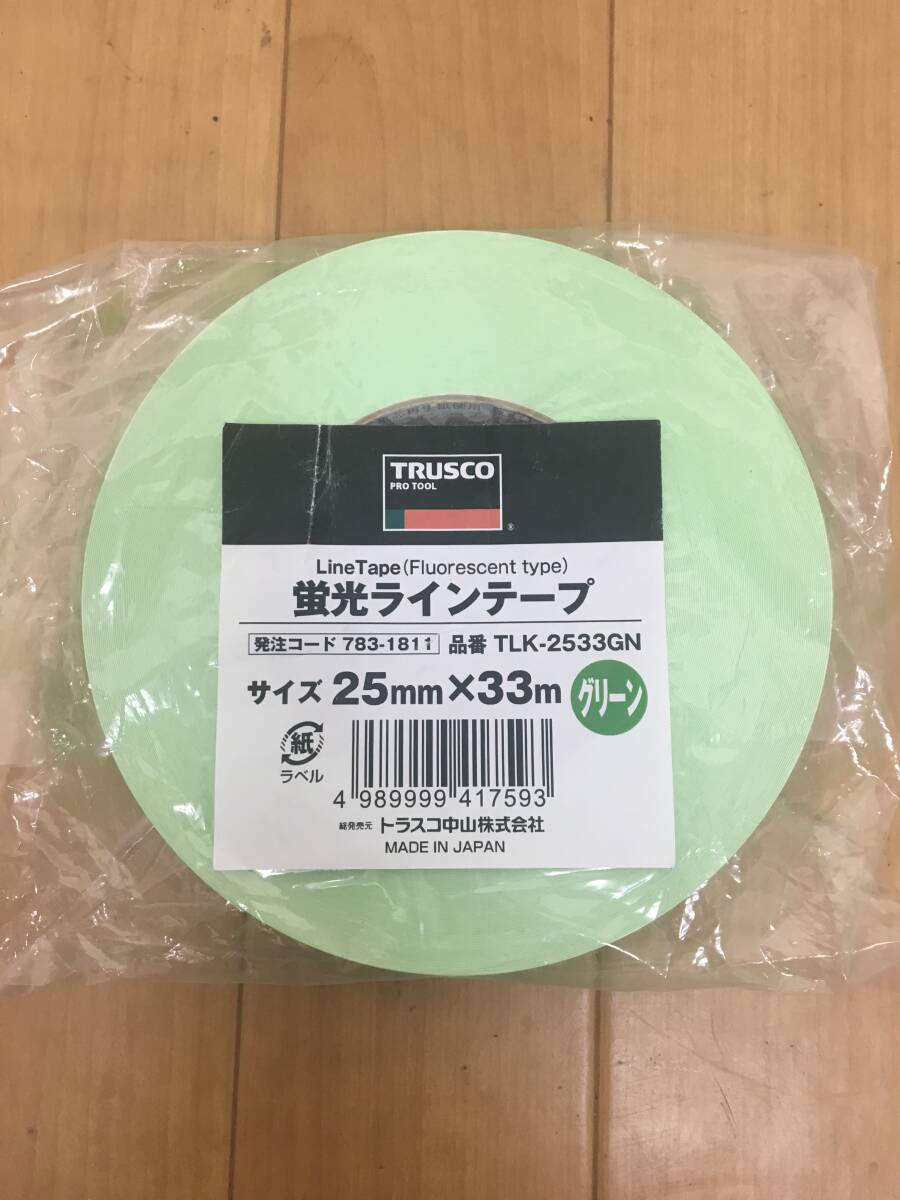 TRUSCO
PRO TOOL
®
LineTape(Fluorescent type)
蛍光ラインテープ
発注コード 783-1811 品番 TLK-2533GN
サイズ 25mm×33m グリーン
紙
ラベル
4 989999 417593
総発売元 トラスコ中山株式会社
MADE IN JAPAN